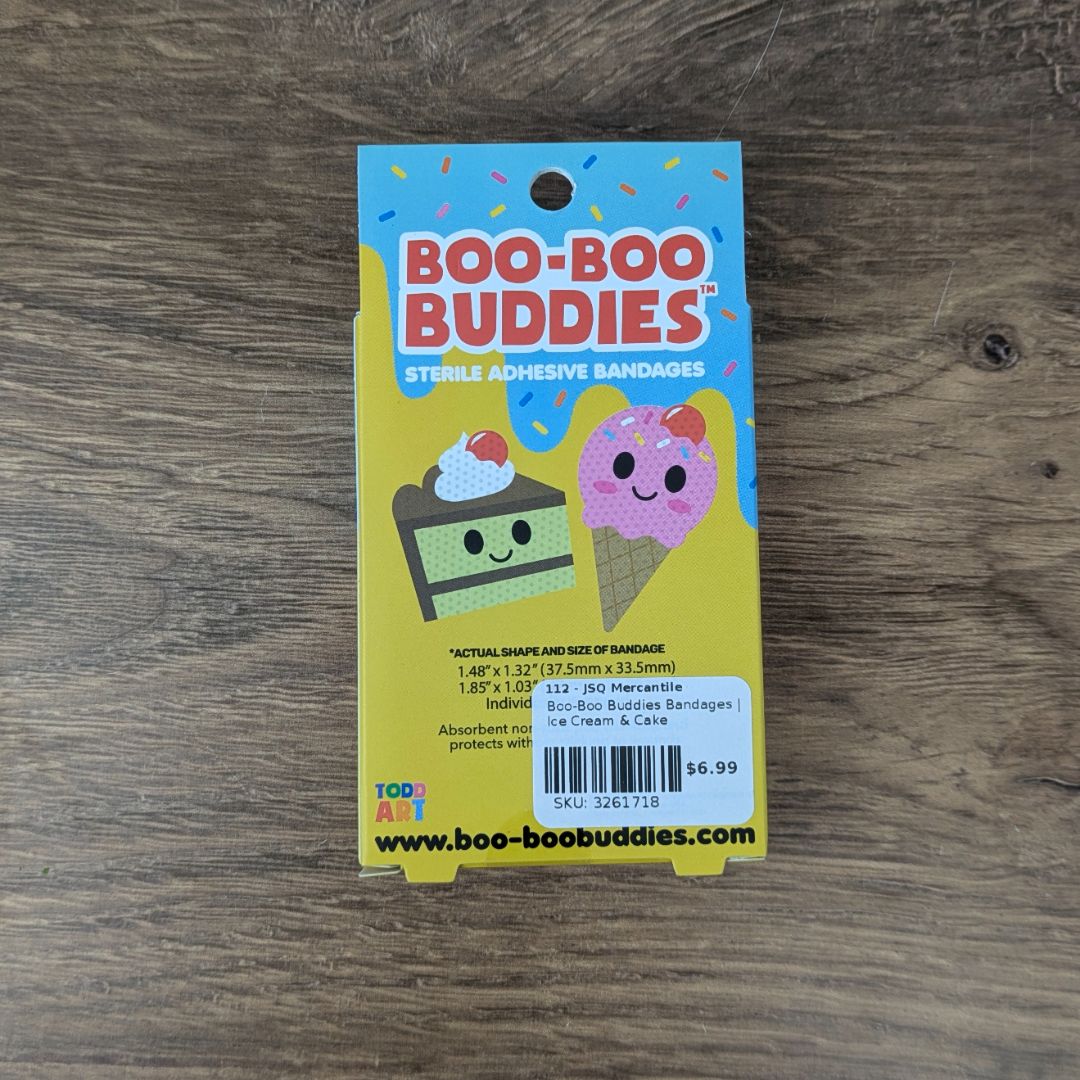 BOO-BOO
BUDDIES™
STERILE ADHESIVE BANDAGES
*ACTUAL SHAPE AND SIZE OF BANDAGE
1.48" x 1.32" (37.5mm x 33.5mm)
1.85" x 1.03"
Absorbent
protects with
112 - JSQ Mercantile
Boo-Boo Buddies Bandages |
Ice Cream & Cake
$6.99
SKU: 3261718
TODD
ART
www.boo-boobuddies.com